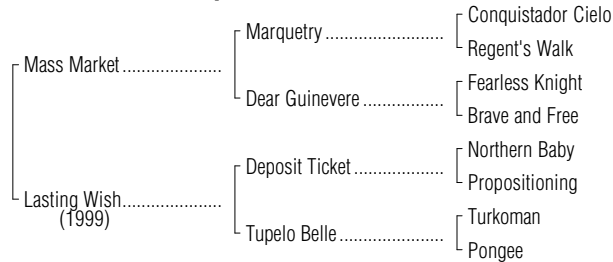 Conquistador Cielo
Marquetry ........................
Regent's Walk
Mass Market ....................
Fearless Knight
Dear Guinevere .................
Brave and Free
Northern Baby
Deposit Ticket ..................
Propositioning
Lasting Wish ....................
(1999)
Turkoman
Tupelo Belle .....................
Pongee